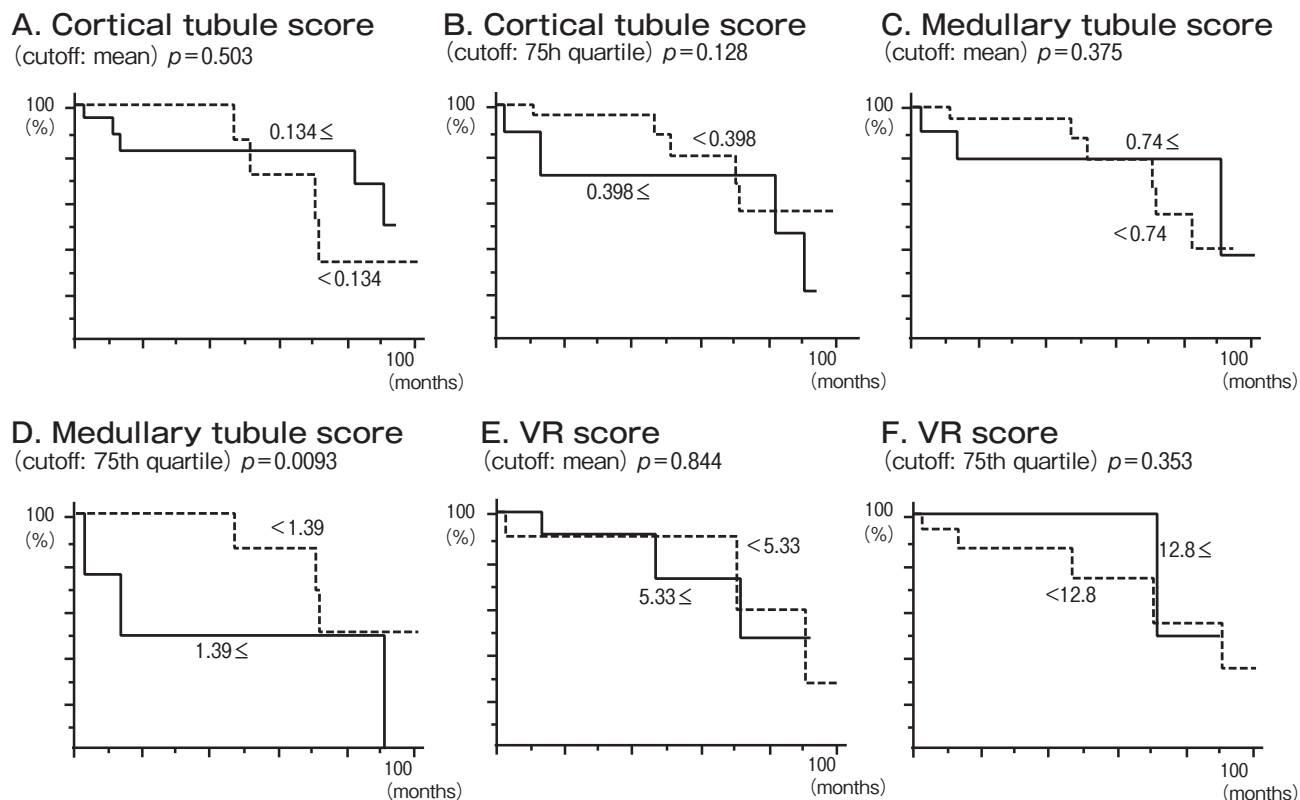 A. Cortical tubule score
(cutoff: mean) p=0.503
100
(%)
0.134≤
<0.134
100
(months)
B. Cortical tubule score
(cutoff: 75h quartile) p=0.128
100
(%)
<0.398
0.398≤
100
(months)
C. Medullary tubule score
(cutoff: mean) p=0.375
100
(%)
0.74≤
<0.74
100
(months)
D. Medullary tubule score
(cutoff: 75th quartile) p=0.0093
100
(%)
<1.39
1.39≤
100
(months)
E. VR score
(cutoff: mean) p=0.844
100
(%)
<5.33
5.33≤
100
(months)
F. VR score
(cutoff: 75th quartile) p=0.353
100
(%)
12.8≤
<12.8
100
(months)